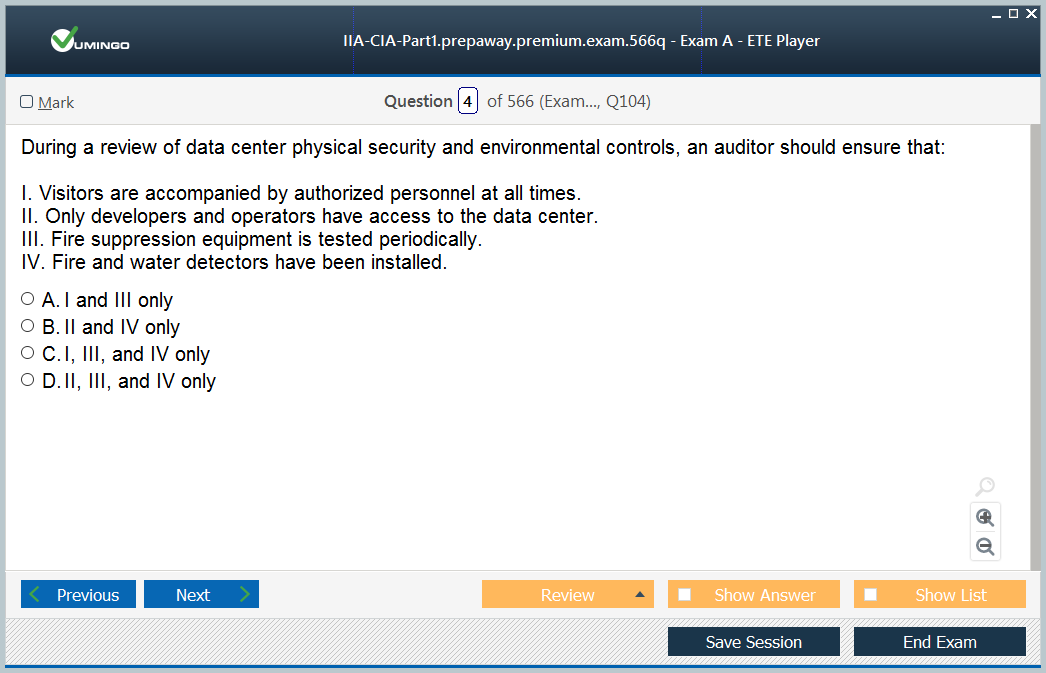 VUMINGO
IIA-CIA-Part1.prepaway.premium.exam.566q - Exam A - ETE Player
Mark
Question 4 of 566 (Exam..., Q104)
During a review of data center physical security and environmental controls, an auditor should ensure that:
I. Visitors are accompanied by authorized personnel at all times.
II. Only developers and operators have access to the data center.
III. Fire suppression equipment is tested periodically.
IV. Fire and water detectors have been installed.
A. I and III only
B. II and IV only
C. I, III, and IV only
D. II, III, and IV only
Previous
Next
Review
Show Answer
Show List
Save Session
End Exam